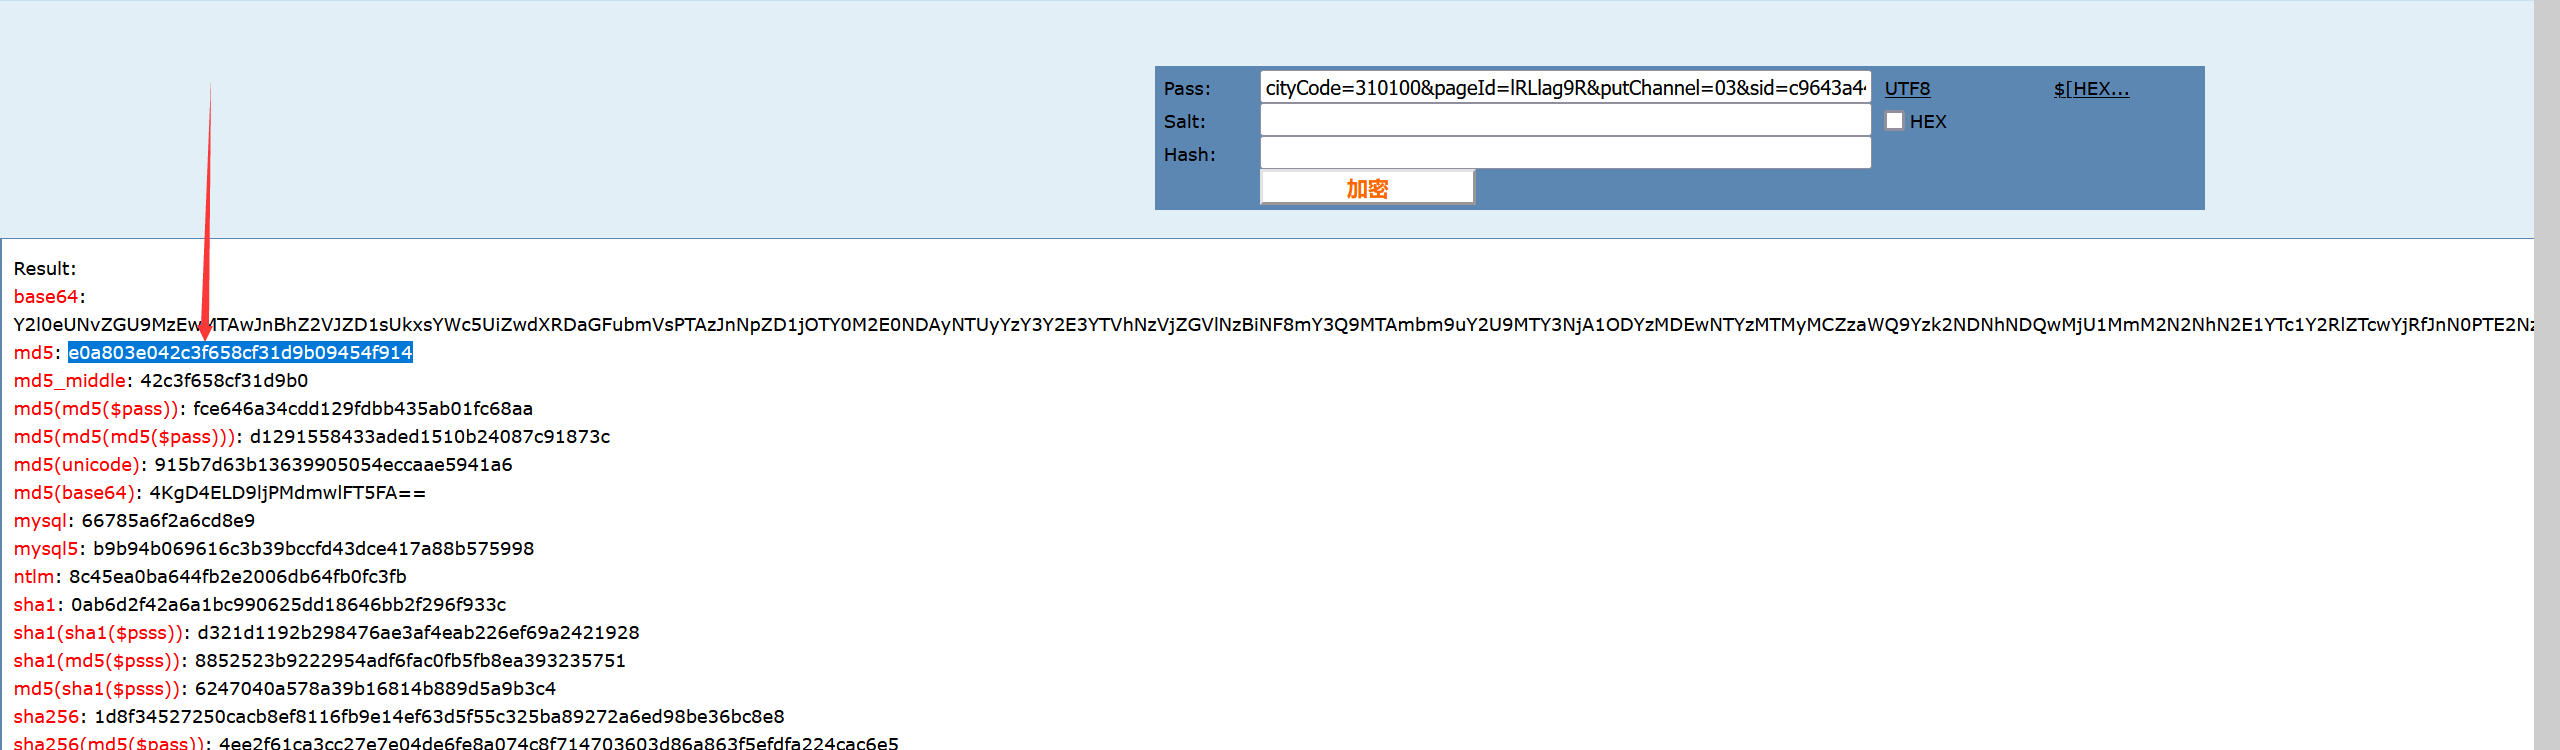 Pass: cityCode=310100&pageId=lRLlag9R&putChannel=03&sid=c9643a4 UTF8 $[HEX...
Salt: HEX
Hash:
加密
Result:
base64:
Y2l0eUNvZGU9MzEwMTAwJnBhZ2VJZD1sUkxsYWc5UiZwdXRDaGFubmVsPTAzJnNpZD1jOTY0M2E0NDAyNTUyYzY3Y2E3YTVhNzVjZGVlNzBiNF8mY3Q9MTAmbm9uY2U9MTY3NjA1ODYzMDEwNTYzMTMyMCZzaWQ9Yzk2NDNhNDQwMjU1MmM2N2NhN2E1YTc1Y2RlZTcwYjRfJnN0PTE2Nz
md5: e0a803e042c3f658cf31d9b09454f914
md5_middle: 42c3f658cf31d9b0
md5(md5($pass)): fce646a34cdd129fdbb435ab01fc68aa
md5(md5(md5($pass))): d1291558433aded1510b24087c91873c
md5(unicode): 915b7d63b13639905054eccaae5941a6
md5(base64): 4KgD4ELD9ljPMdmwlFT5FA==
mysql: 66785a6f2a6cd8e9
mysql5: b9b94b069616c3b39bccfd43dce417a88b575998
ntlm: 8c45ea0ba644fb2e2006db64fb0fc3fb
sha1: 0ab6d2f42a6a1bc990625dd18646bb2f296f933c
sha1(sha1($psss)): d321d1192b298476ae3af4eab226ef69a2421928
sha1(md5($psss)): 8852523b9222954adf6fac0fb5fb8ea393235751
md5(sha1($psss)): 6247040a578a39b16814b889d5a9b3c4
sha256: 1d8f34527250cacb8ef8116fb9e14ef63d5f55c325ba89272a6ed98be36bc8e8
sha256(md5($pass)): 4ee2f61ca3cc27e7e04de6fe8a074c8f714703603d86a863f5efdfa224cac6e5